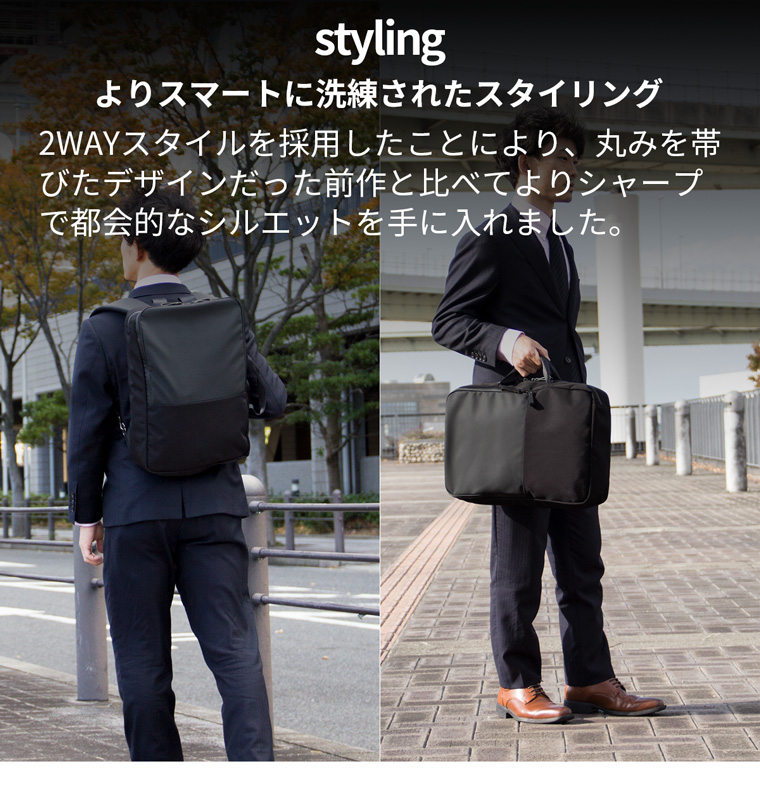 styling
よりスマートに洗練されたスタイリング
2WAYスタイルを採用したことにより、丸みを帯
びたデザインだった前作と比べてよりシャープ
で都会的なシルエットを手に入れました。